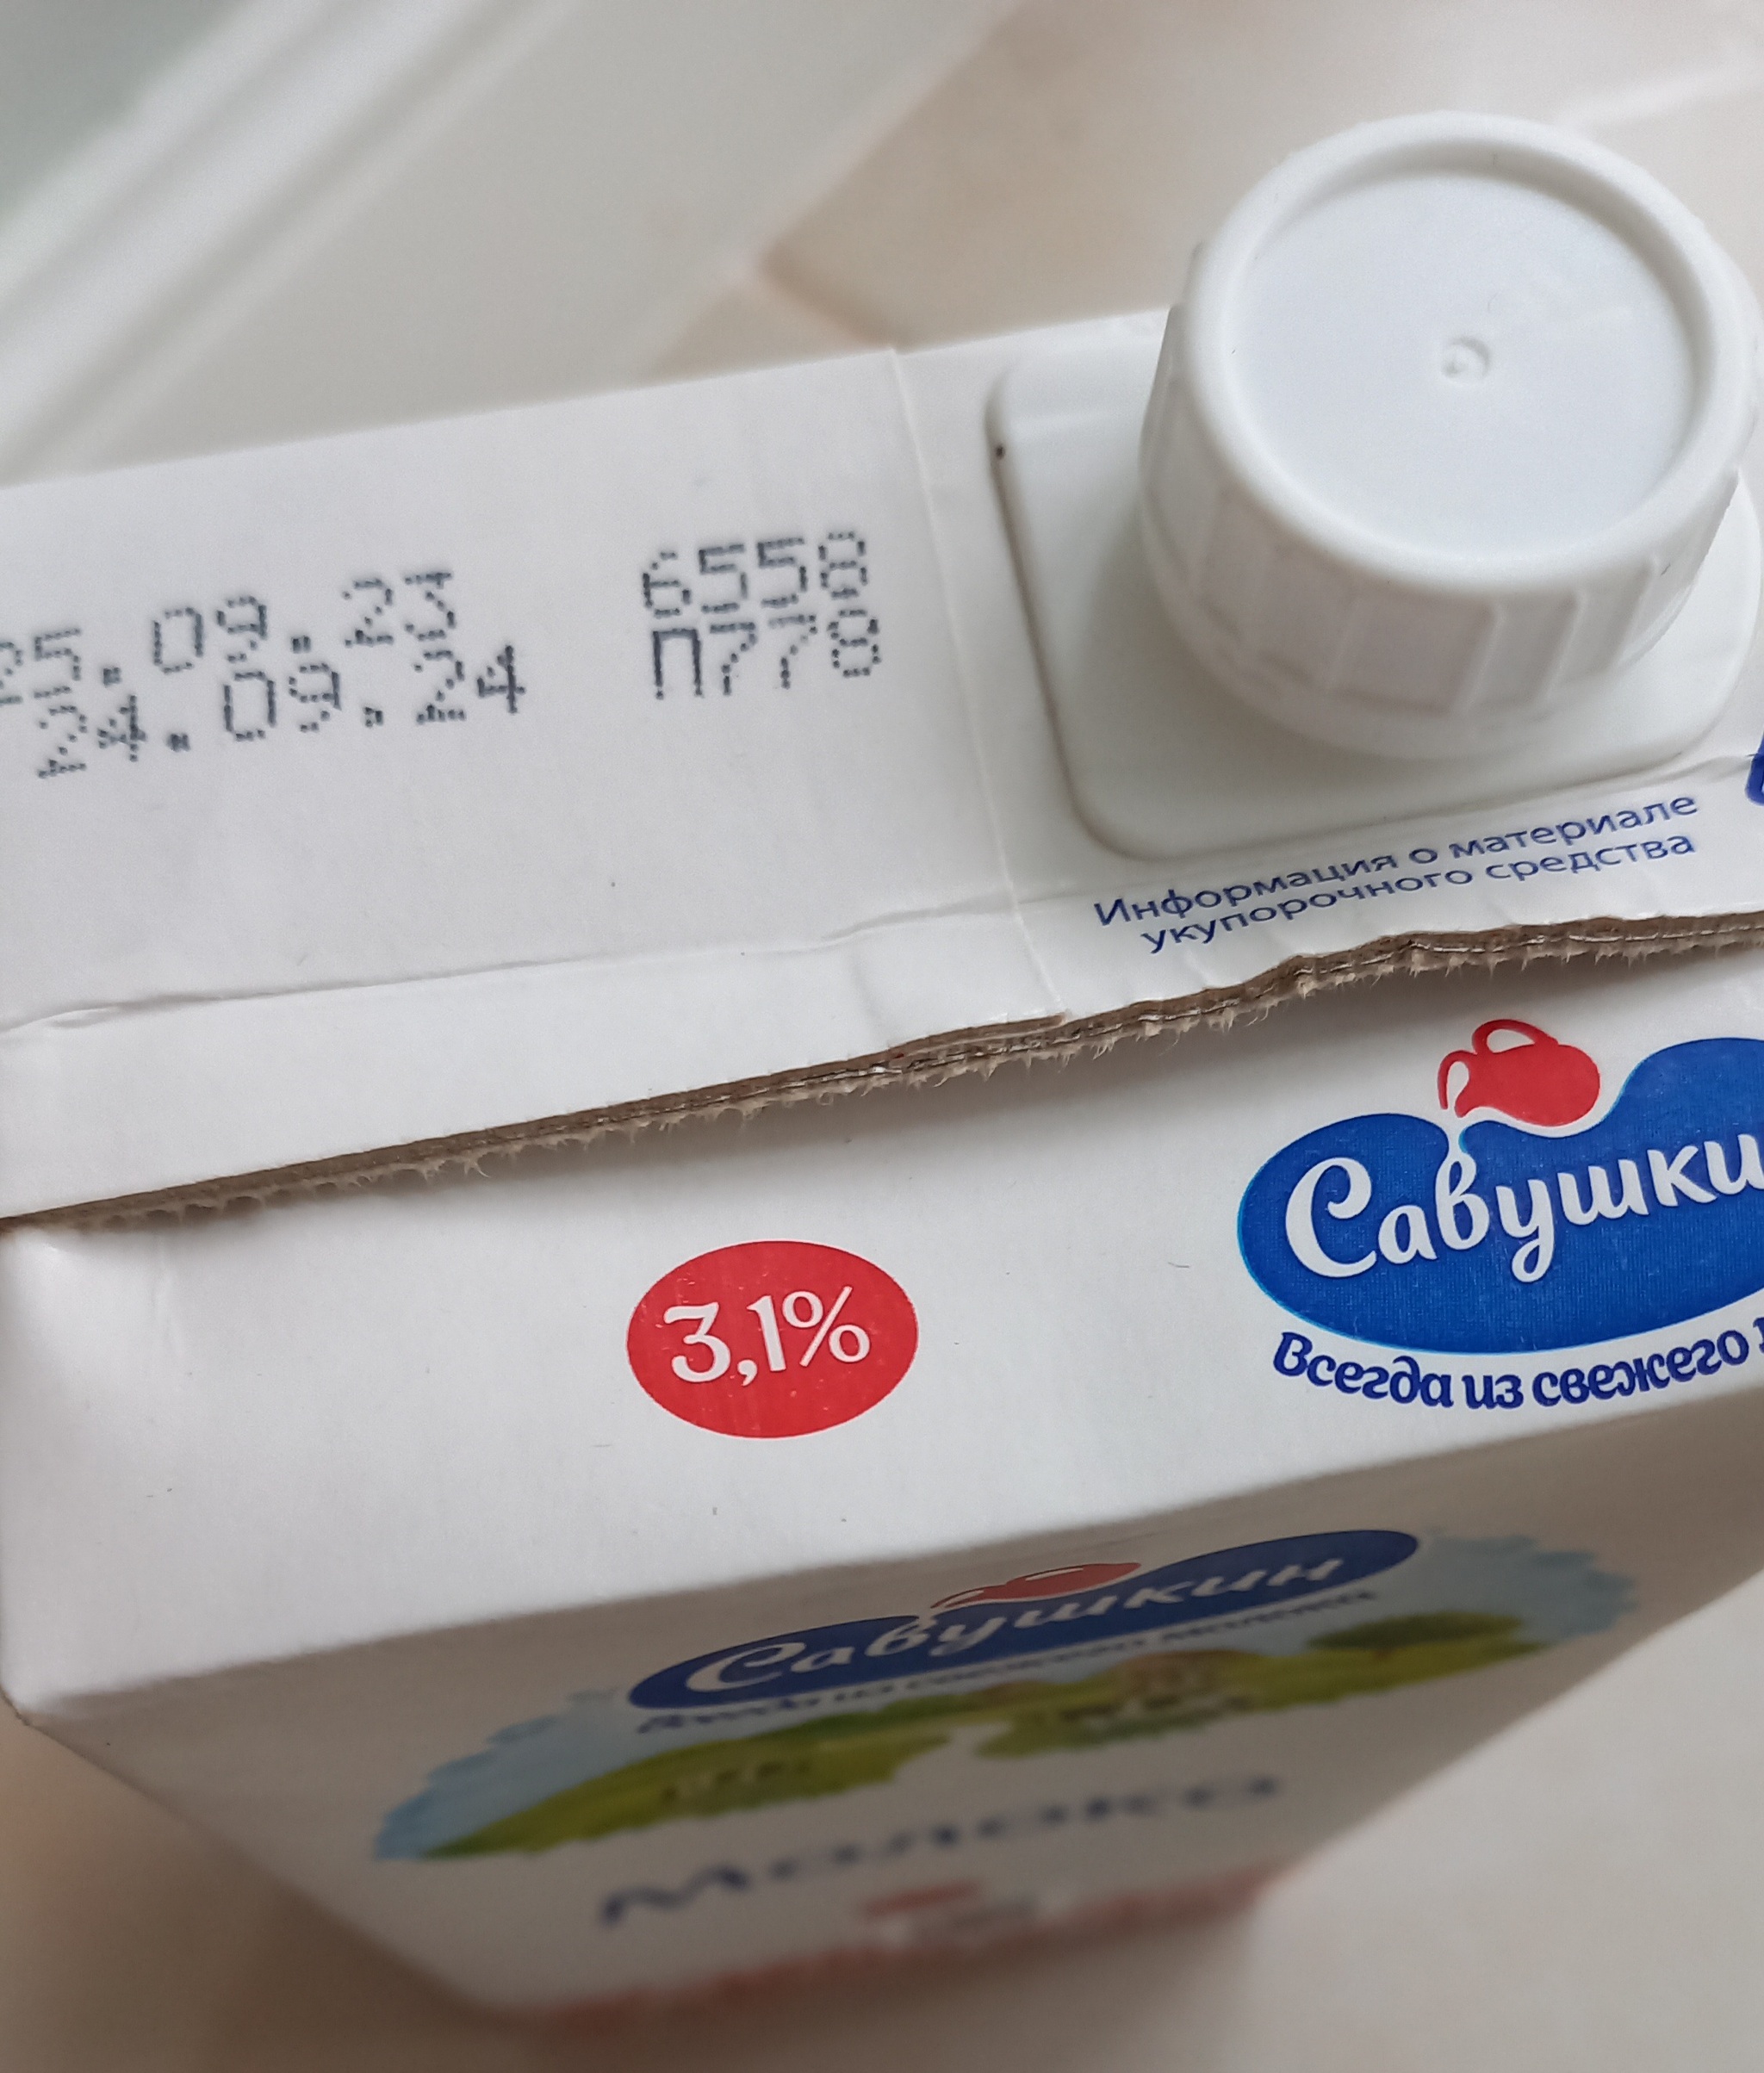 25.09.23 6558
24.09.24 П778
Информация о материале
укупорочного средства
3,1%
Савушкин
Всегда из свежего
Савушкин
Молоко